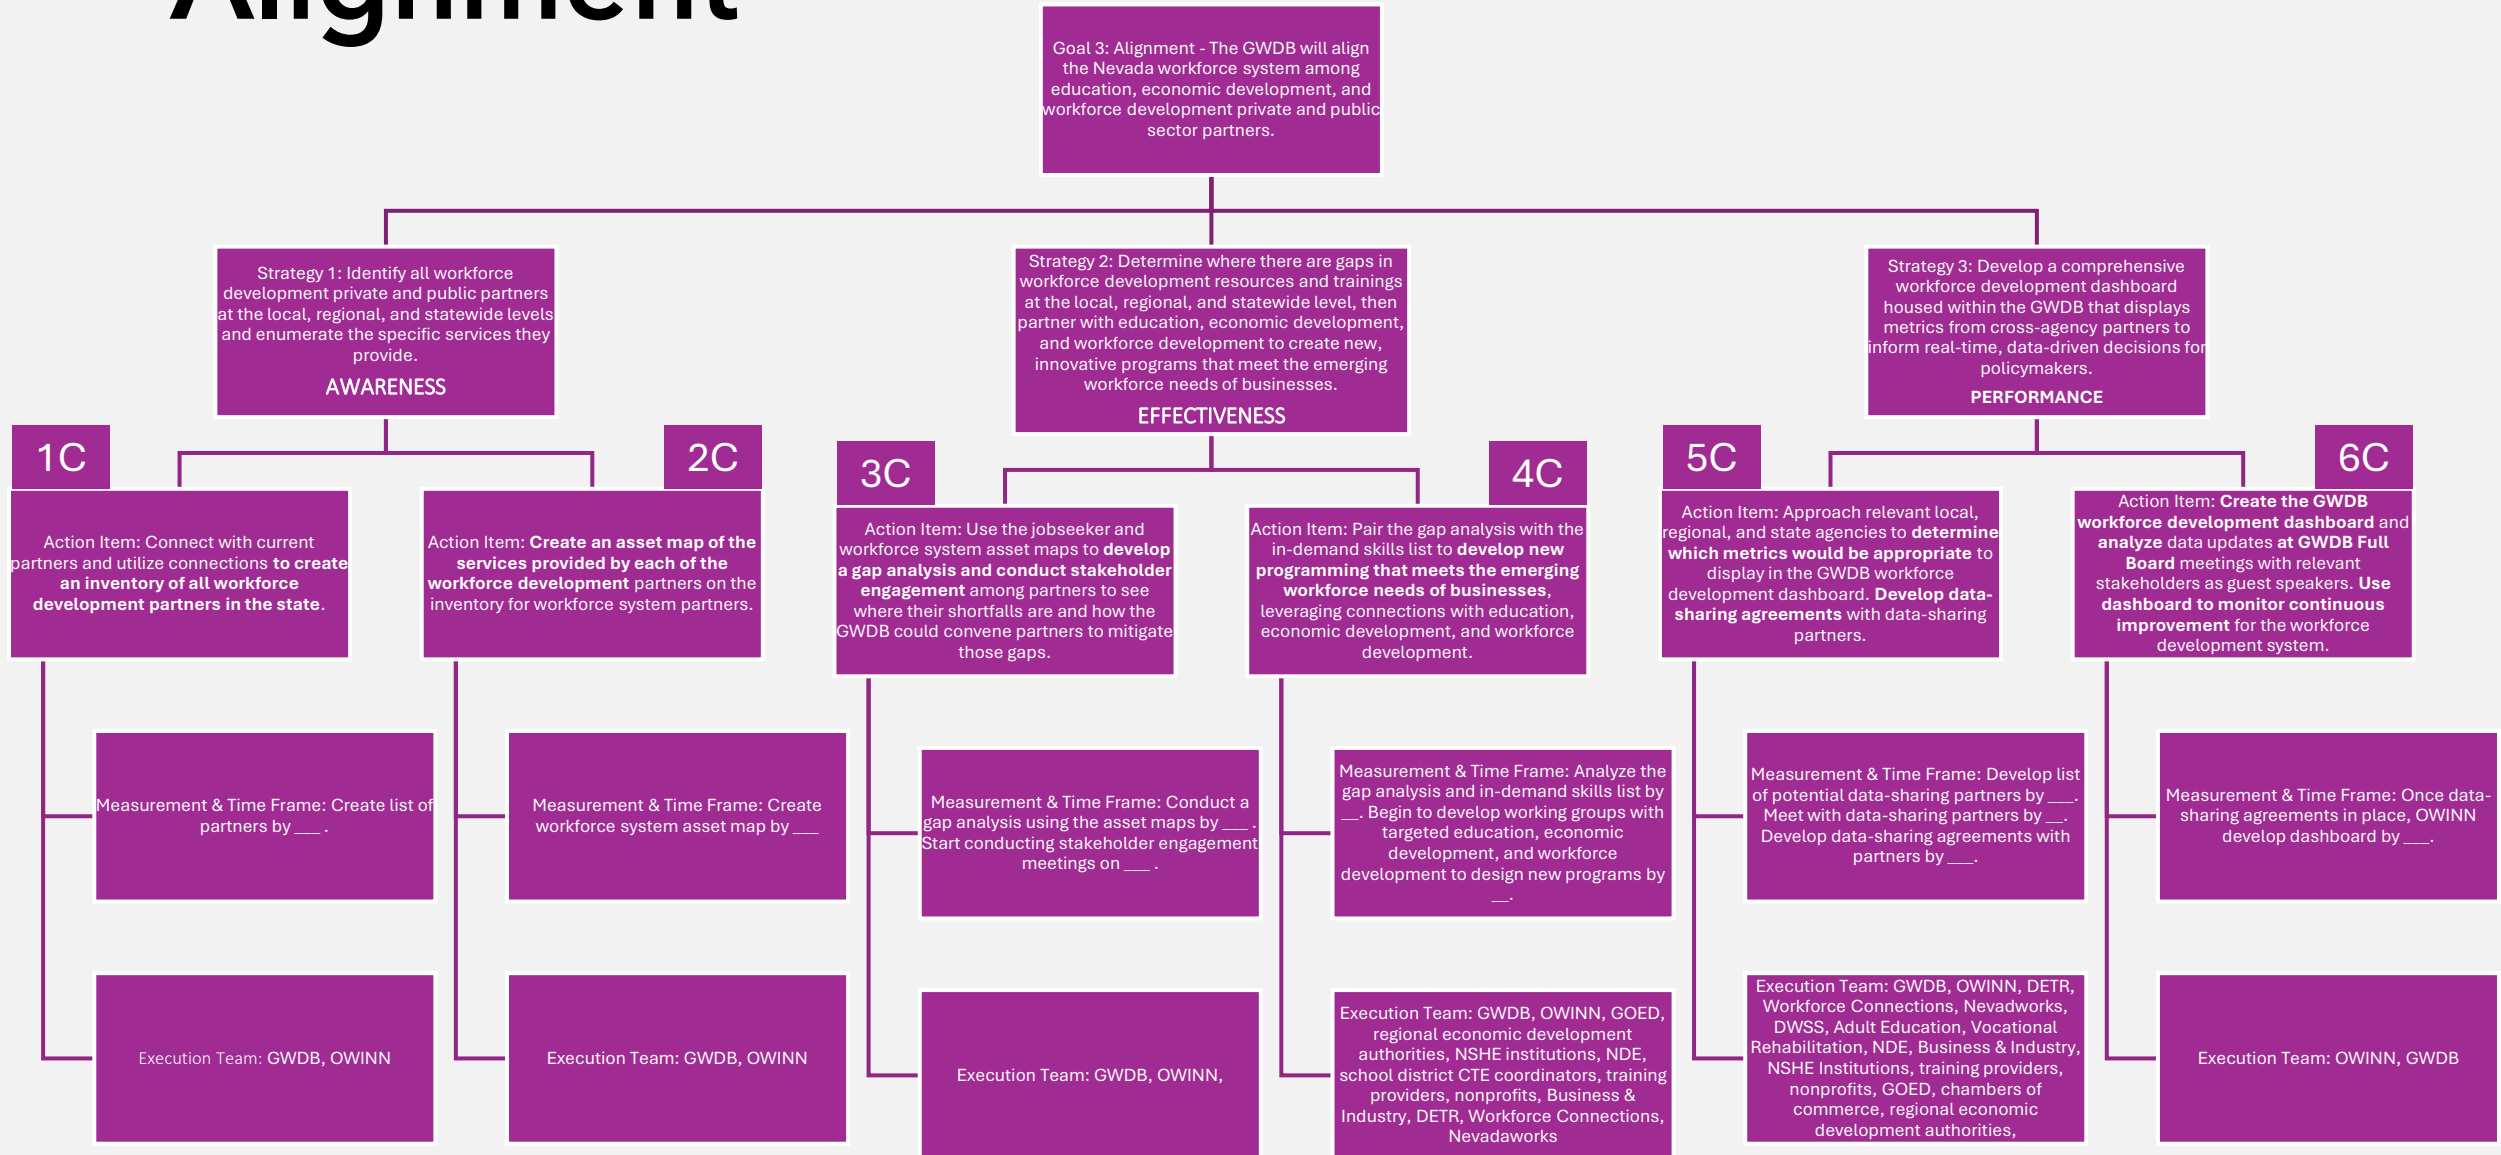 Alignment
Goal 3: Alignment - The GWDB will align
the Nevada workforce system among
education, economic development, and
workforce development private and public
sector partners.
Strategy 1: Identify all workforce
development private and public partners
at the local, regional, and statewide levels
and enumerate the specific services they
provide.
AWARENESS
Strategy 2: Determine where there are gaps in
workforce development resources and trainings
at the local, regional, and statewide level, then
partner with education, economic development,
and workforce development to create new,
innovative programs that meet the emerging
workforce needs of businesses.
EFFECTIVENESS
Strategy 3: Develop a comprehensive
workforce development dashboard
housed within the GWDB that displays
metrics from cross-agency partners to
inform real-time, data-driven decisions for
policymakers.
PERFORMANCE
1C
Action Item: Connect with current
partners and utilize connections to create
an inventory of all workforce
development partners in the state.
Measurement & Time Frame: Create list of
partners by ___ .
Execution Team: GWDB, OWINN
2C
Action Item: Create an asset map of the
services provided by each of the
workforce development partners on the
inventory for workforce system partners.
Measurement & Time Frame: Create
workforce system asset map by ___
Execution Team: GWDB, OWINN
3C
Action Item: Use the jobseeker and
workforce system asset maps to develop
a gap analysis and conduct stakeholder
engagement among partners to see
where their shortfalls are and how the
GWDB could convene partners to mitigate
those gaps.
Measurement & Time Frame: Conduct a
gap analysis using the asset maps by ___ .
Start conducting stakeholder engagement
meetings on ___ .
Execution Team: GWDB, OWINN,
4C
Action Item: Pair the gap analysis with the
in-demand skills list to develop new
programming that meets the emerging
workforce needs of businesses,
leveraging connections with education,
economic development, and workforce
development.
Measurement & Time Frame: Analyze the
gap analysis and in-demand skills list by
__. Begin to develop working groups with
targeted education, economic
development, and workforce
development to design new programs by
__.
Execution Team: GWDB, OWINN, GOED,
regional economic development
authorities, NSHE institutions, NDE,
school district CTE coordinators, training
providers, nonprofits, Business &
Industry, DETR, Workforce Connections,
Nevadaworks
5C
Action Item: Approach relevant local,
regional, and state agencies to determine
which metrics would be appropriate to
display in the GWDB workforce
development dashboard. Develop data-
sharing agreements with data-sharing
partners.
Measurement & Time Frame: Develop list
of potential data-sharing partners by ___.
Meet with data-sharing partners by __.
Develop data-sharing agreements with
partners by ___.
Execution Team: GWDB, OWINN, DETR,
Workforce Connections, Nevadworks,
DWSS, Adult Education, Vocational
Rehabilitation, NDE, Business & Industry,
NSHE Institutions, training providers,
nonprofits, GOED, chambers of
commerce, regional economic
development authorities,
6C
Action Item: Create the GWDB
workforce development dashboard and
analyze data updates at GWDB Full
Board meetings with relevant
stakeholders as guest speakers. Use
dashboard to monitor continuous
improvement for the workforce
development system.
Measurement & Time Frame: Once data-
sharing agreements in place, OWINN
develop dashboard by ___.
Execution Team: OWINN, GWDB